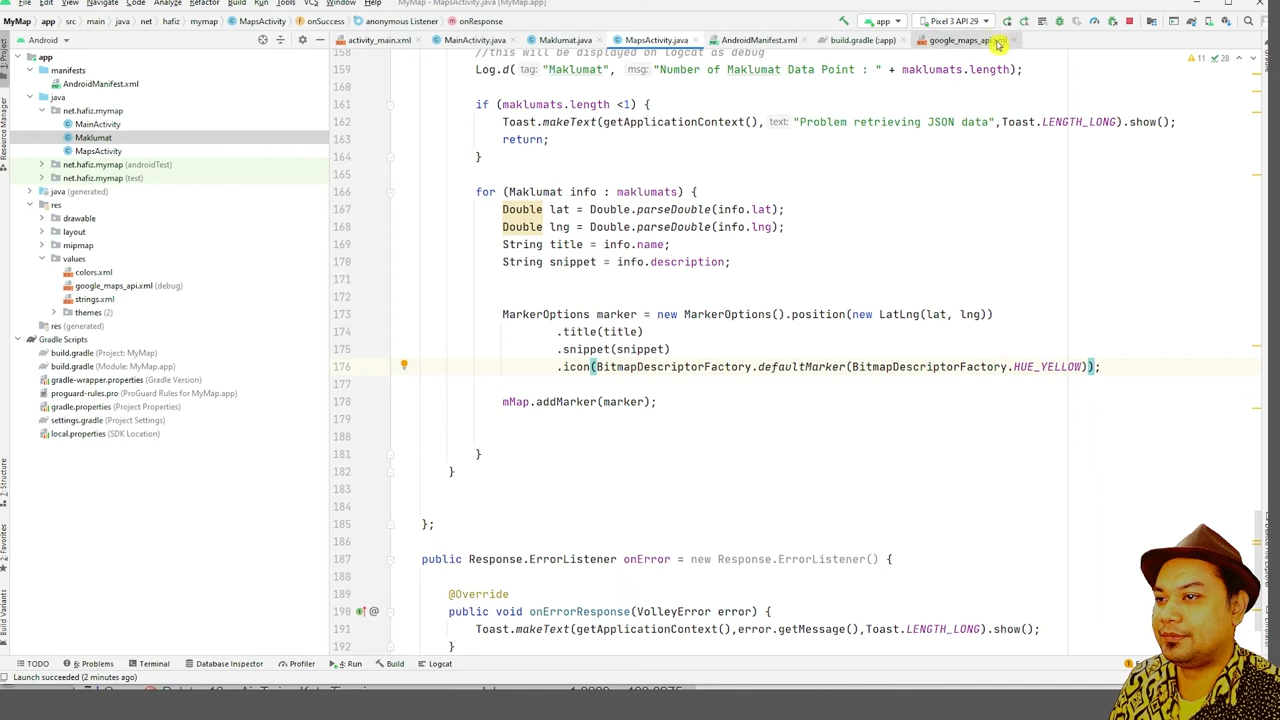 File Edit View Navigate Code Analyze Refactor Build Run Tools VCS Window Help MyMap - MapsActivity.java [MyMap.app]
MyMap app src main java net hafiz mymap MapsActivity onSuccess anonymous Listener onResponse app Pixel 3 API 29
Android activity_main.xml MainActivity.java Maklumat.java MapsActivity.java AndroidManifest.xml build.gradle (:app) google_maps_api.xml
11 28
app
manifests
AndroidManifest.xml
java
net.hafiz.mymap
MainActivity
Maklumat
MapsActivity
net.hafiz.mymap (androidTest)
net.hafiz.mymap (test)
java (generated)
res
drawable
layout
mipmap
values
colors.xml
google_maps_api.xml (debug)
strings.xml
themes (2)
res (generated)
Gradle Scripts
build.gradle (Project: MyMap)
build.gradle (Module: MyMap.app)
gradle-wrapper.properties (Gradle Version)
proguard-rules.pro (ProGuard Rules for MyMap.app)
gradle.properties (Project Properties)
settings.gradle (Project Settings)
local.properties (SDK Location)
Project
Resource Manager
Z: Structure
2: Favorites
Build Variants
158 //this will be displayed on logcat as debug
159 Log.d( tag: "Maklumat", msg: "Number of Maklumat Data Point : " + maklumats.length);
160
161 if (maklumats.length <1) {
162 Toast.makeText(getApplicationContext(), text: "Problem retrieving JSON data",Toast.LENGTH_LONG).show();
163 return;
164 }
165
166 for (Maklumat info : maklumats) {
167 Double lat = Double.parseDouble(info.lat);
168 Double lng = Double.parseDouble(info.lng);
169 String title = info.name;
170 String snippet = info.description;
171
172
173 MarkerOptions marker = new MarkerOptions().position(new LatLng(lat, lng))
174 .title(title)
175 .snippet(snippet)
176 .icon(BitmapDescriptorFactory.defaultMarker(BitmapDescriptorFactory.HUE_YELLOW));
177
178 mMap.addMarker(marker);
179
180
181 }
182 }
183
184
185 };
186
187 public Response.ErrorListener onError = new Response.ErrorListener() {
188
189 @Override
190 public void onErrorResponse(VolleyError error) {
191 Toast.makeText(getApplicationContext(),error.getMessage(),Toast.LENGTH_LONG).show();
192 }
TODO 6: Problems Terminal Database Inspector Profiler 4: Run Build Logcat
Launch succeeded (2 minutes ago)